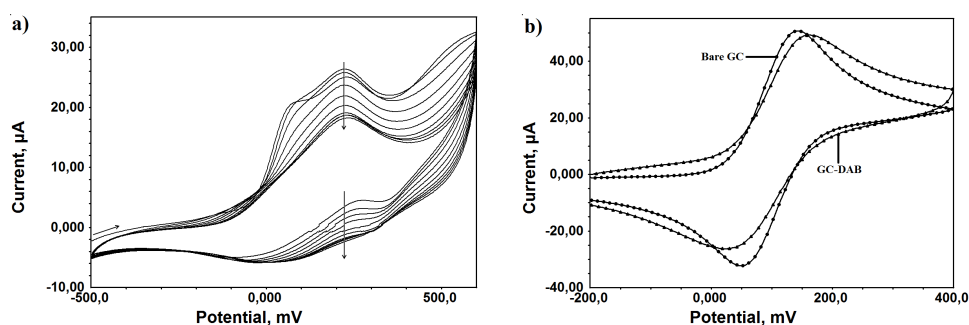 a)
30,00
20,00
10,00
0,000
-10,00
Current, µA
-500,0
0,000
500,0
Potential, mV
b)
Bare GC
GC-DAB
40,00
20,00
0,000
-20,00
-40,00
Current, µA
-200,0
0,000
200,0
400,0
Potential, mV